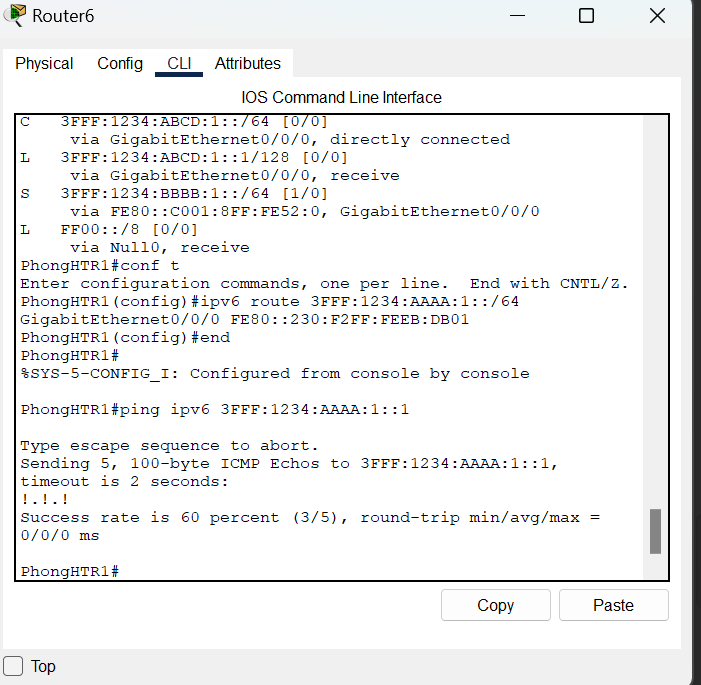 Router6
Physical Config CLI Attributes
IOS Command Line Interface
C 3FFF:1234:ABCD:1::/64 [0/0]
via GigabitEthernet0/0/0, directly connected
L 3FFF:1234:ABCD:1::1/128 [0/0]
via GigabitEthernet0/0/0, receive
S 3FFF:1234:BBBB:1::/64 [1/0]
via FE80::C001:8FF:FE52:0, GigabitEthernet0/0/0
L FF00::/8 [0/0]
via Null0, receive
PhongHTR1#conf t
Enter configuration commands, one per line. End with CNTL/Z.
PhongHTR1(config)#ipv6 route 3FFF:1234:AAAA:1::/64
GigabitEthernet0/0/0 FE80::230:F2FF:FEEB:DB01
PhongHTR1(config)#end
PhongHTR1#
%SYS-5-CONFIG_I: Configured from console by console
PhongHTR1#ping ipv6 3FFF:1234:AAAA:1::1
Type escape sequence to abort.
Sending 5, 100-byte ICMP Echos to 3FFF:1234:AAAA:1::1,
timeout is 2 seconds:
!.!.!
Success rate is 60 percent (3/5), round-trip min/avg/max =
0/0/0 ms
PhongHTR1#
Copy Paste
Top